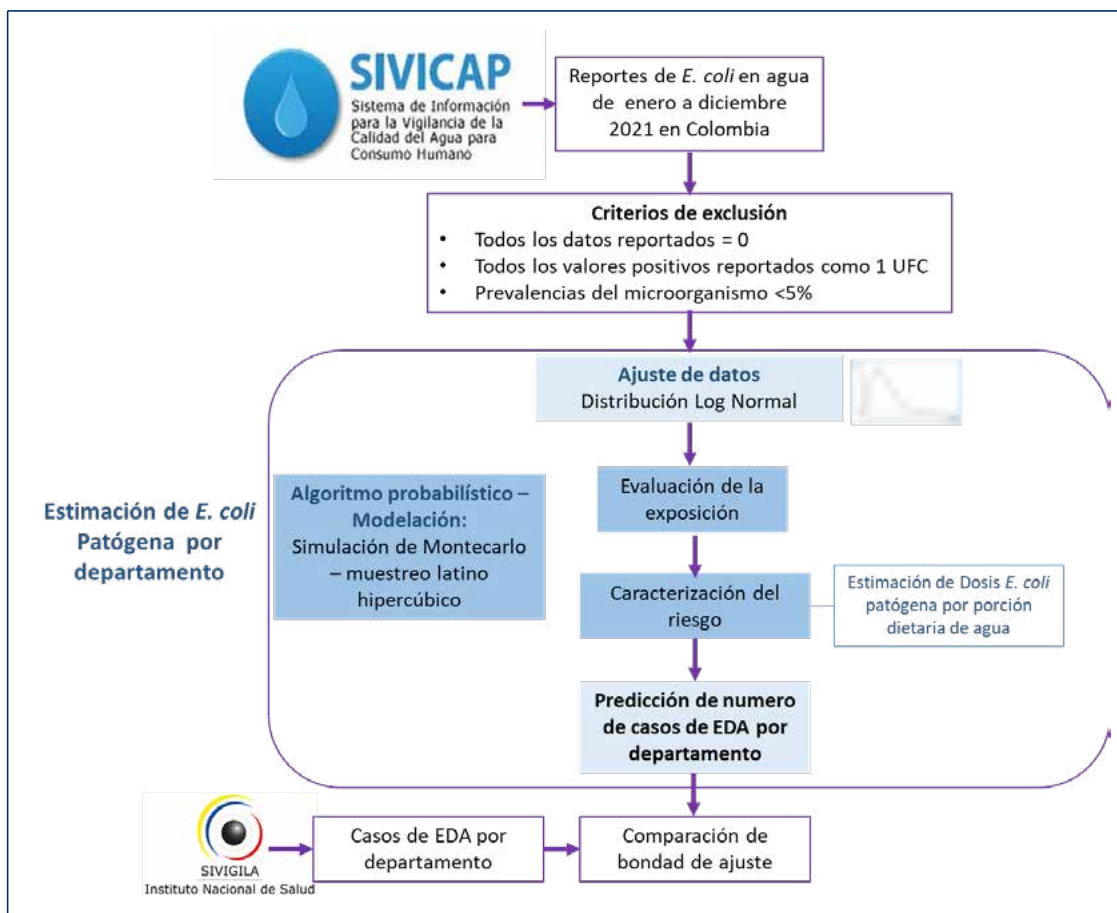 SIVICAP
Sistema de Información
para la Vigilancia de la
Calidad del Agua para
Consumo Humano
Reportes de E. coli en agua
de enero a diciembre
2021 en Colombia
Criterios de exclusión
• Todos los datos reportados = 0
• Todos los valores positivos reportados como 1 UFC
• Prevalencias del microorganismo <5%
Ajuste de datos
Distribución Log Normal
Estimación de E. coli
Patógena por
departamento
Algoritmo probabilístico –
Modelación:
Simulación de Montecarlo
– muestreo latino
hipercúbico
Evaluación de la
exposición
Caracterización del
riesgo
Estimación de Dosis E. coli
patógena por porción
dietaria de agua
Predicción de numero
de casos de EDA por
departamento
SIVIGILA
Instituto Nacional de Salud
Casos de EDA por
departamento
Comparación de
bondad de ajuste